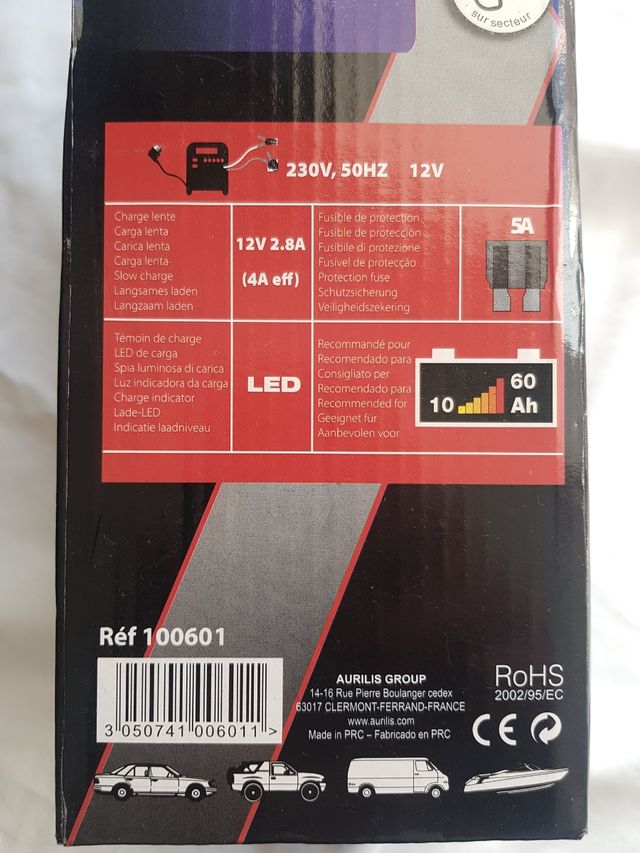 sur secteur
230V, 50HZ 12V
Charge lente
Carga lenta
Carica lenta
Carga lenta
Slow charge
Langsames laden
Langzaam laden
12V 2.8A
(4A eff)
Fusible de protection
Fusible de protección
Fusibile di protezione
Fusível de protecção
Protection fuse
Schutzsicherung
Veiligheidszekering
5A
Témoin de charge
LED de carga
Spia luminosa di carica
Luz indicadora da carga
Charge indicator
Lade-LED
Indicatie laadniveau
LED
Recommandé pour
Recomendado para
Consigliato per
Recomendado para
Recommended for
Geeignet für
Aanbevolen voor
10 60
Ah
Réf 100601
3 050741 006011 >
AURILIS GROUP
14-16 Rue Pierre Boulanger cedex
63017 CLERMONT-FERRAND-FRANCE
www.aurilis.com
Made in PRC – Fabricado en PRC
RoHS
2002/95/EC
CE